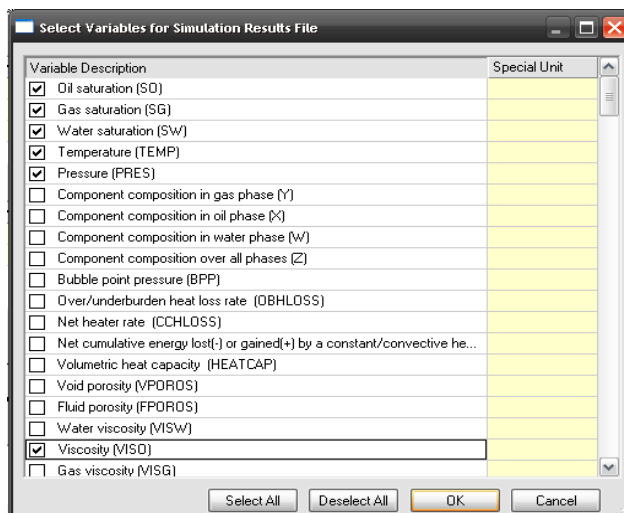 Select Variables for Simulation Results File
Variable Description Special Unit
Oil saturation (SO)
Gas saturation (SG)
Water saturation (SW)
Temperature (TEMP)
Pressure (PRES)
Component composition in gas phase (Y)
Component composition in oil phase (X)
Component composition in water phase (W)
Component composition over all phases (Z)
Bubble point pressure (BPP)
Over/underburden heat loss rate (OBHLOSS)
Net heater rate (CCHLOSS)
Net cumulative energy lost(-) or gained(+) by a constant/convective he...
Volumetric heat capacity (HEATCAP)
Void porosity (VPOROS)
Fluid porosity (FPOROS)
Water viscosity (VISW)
Viscosity (VISO)
Gas viscosity (VISG)
Select All Deselect All OK Cancel